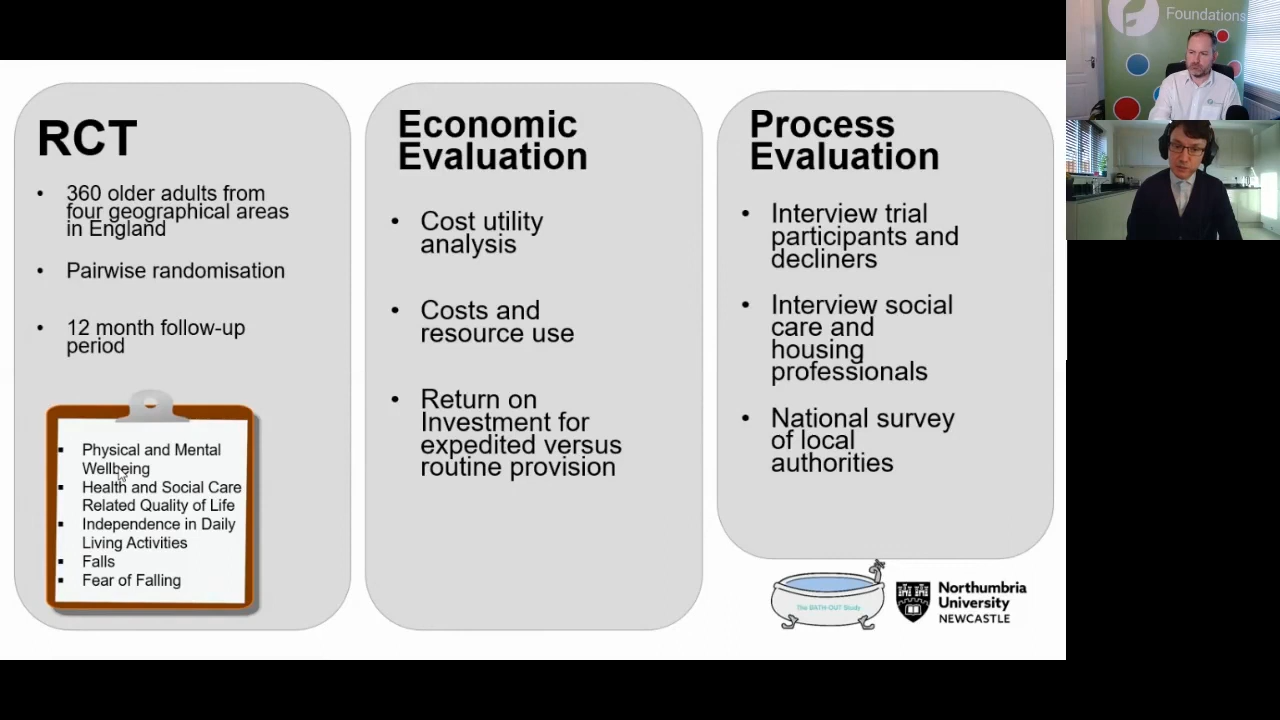 RCT
• 360 older adults from
four geographical areas
in England
• Pairwise randomisation
• 12 month follow-up
period
▪ Physical and Mental
Wellbeing
▪ Health and Social Care
Related Quality of Life
▪ Independence in Daily
Living Activities
▪ Falls
▪ Fear of Falling
Economic
Evaluation
• Cost utility
analysis
• Costs and
resource use
• Return on
Investment for
expedited versus
routine provision
Process
Evaluation
• Interview trial
participants and
decliners
• Interview social
care and
housing
professionals
• National survey
of local
authorities
The BATH-OUT Study
Northumbria
University
NEWCASTLE
Foundations